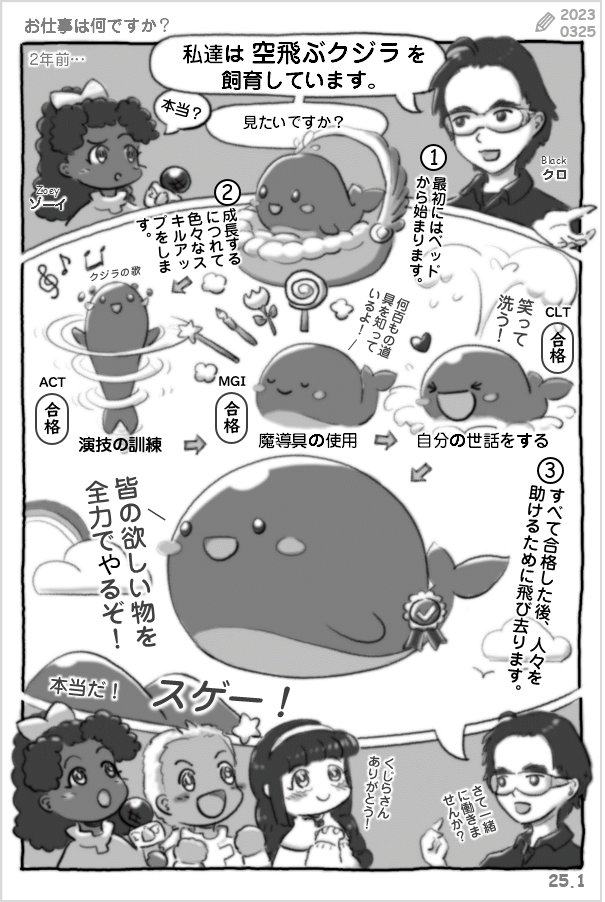 お仕事は何ですか？
2023
0325
2年前…
私達は 空飛ぶクジラ を
飼育しています。
本当？
見たいですか？
Zoey
ゾーイ
Black
クロ
①
最初にはベッド
から始まります。
②
成長する
につれて
色々なス
キルアッ
プをしま
す。
クジラの歌
ACT
合格
演技の訓練
何百もの道
具を知って
いるよ！
MGI
合格
魔導具の使用
笑って
洗う！
CLT
合格
自分の世話をする
③
すべて合格した後、人々を
助けるために飛び去ります。
皆の欲しい物を
全力でやるぞ！
本当だ！
スゲー！
くじらさん
ありがとう！
さて一緒
に働きま
せんか？
25.1